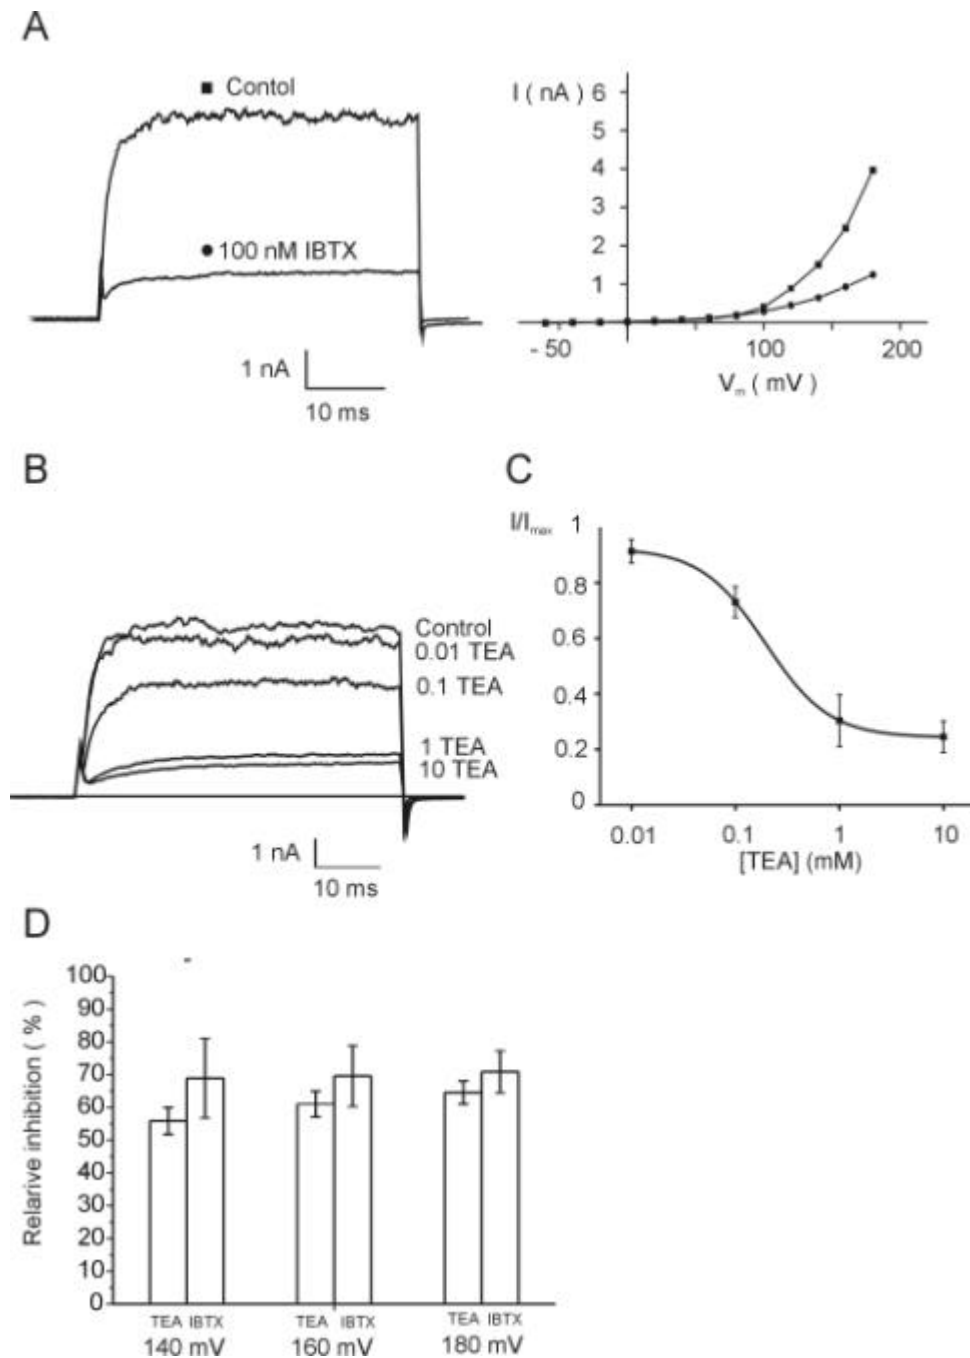 A
■ Contol
● 100 nM IBTX
1 nA
10 ms
I ( nA ) 6
5
4
3
2
1
- 50 100 200
Vm ( mV )
B
Control
0.01 TEA
0.1 TEA
1 TEA
10 TEA
1 nA
10 ms
C
I/Imax 1
0.8
0.6
0.4
0.2
0
0.01 0.1 1 10
[TEA] (mM)
D
Relarive inhibition ( % )
100
90
80
70
60
50
40
30
20
10
0
TEA IBTX TEA IBTX TEA IBTX
140 mV 160 mV 180 mV